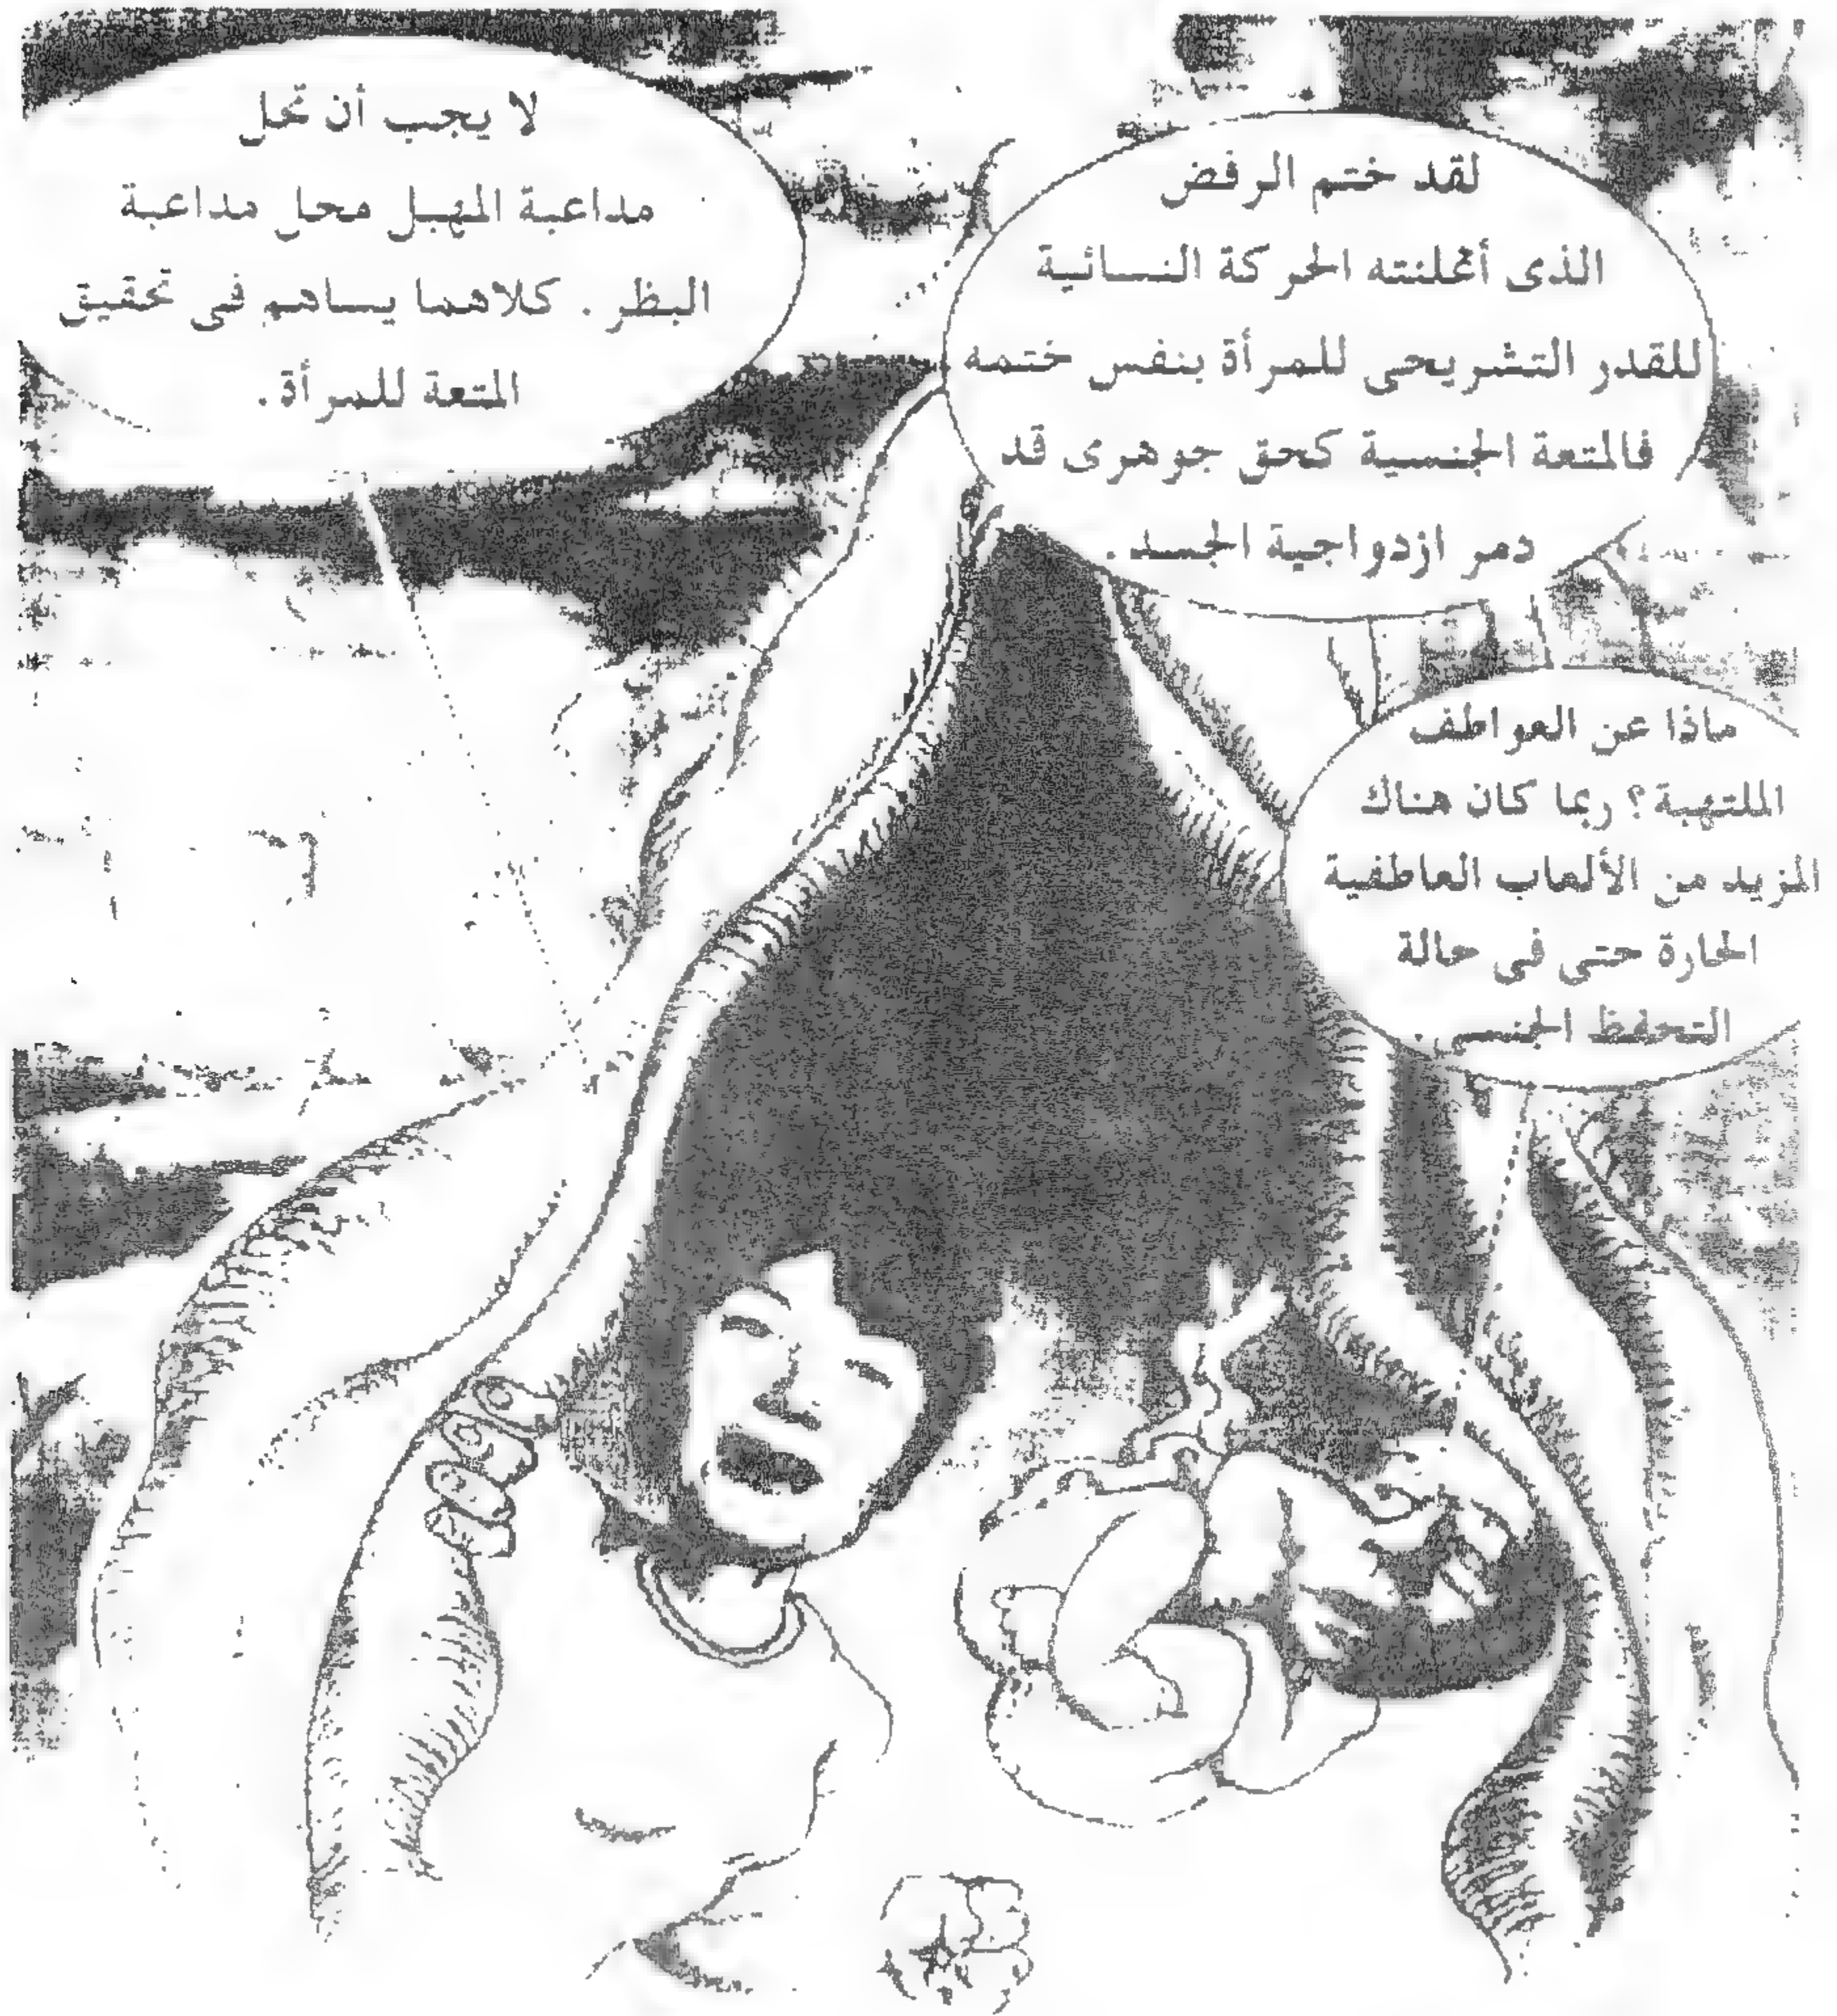 لا يجب أن تحل
مداعبة المهبل محل مداعبة
البظر . كلاهما يساهم فى تحقيق
المتعة للمرأة.
لقد ختم الرفض
الذى أعلنته الحركة النسائية
للقدر التشريحى للمرأة بنفس ختمه
فالمتعة الجنسية كحق جوهرى قد
دمر ازدواجية الجسد .
ماذا عن العواطف
الملتهبة؟ ربما كان هناك
المزيد من الألعاب العاطفية
الحارة حتى فى حالة
التحفظ الجنسى .